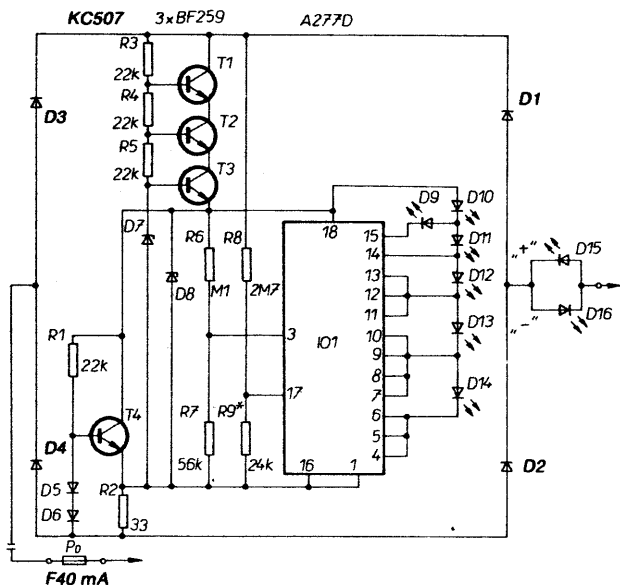 KC507 3xBF259 A277D
R3
22k
T1
R4
22k
T2
R5
22k
T3
D3
D1
D7
D8
R6
M1
R8
2M7
18
15
14
13
12
11
10
9
8
7
6
5
4
3
17
16
1
IO1
D9
D10
D11
D12
D13
D14
"+"
"-"
D15
D16
R1
22k
T4
R7
56k
R9*
24k
D4
D2
D5
D6
R2
33
Po
F40 mA